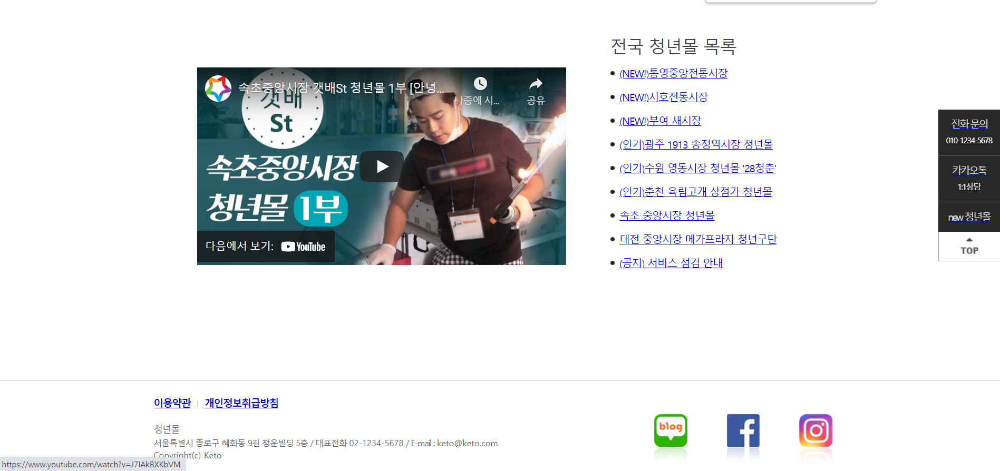 전국 청년몰 목록
속초중앙시장 갯배St 청년몰 1부 [안녕...
나중에 시...
공유
갯배
St
속초중앙시장
청년몰 1부
다음에서 보기: YouTube
(NEW!)통영중앙전통시장
(NEW!)시호전통시장
(NEW!)부여 새시장
(인기)광주 1913 송정역시장 청년몰
(인기)수원 영동시장 청년몰 '28청춘'
(인기)춘천 육림고개 상점가 청년몰
속초 중앙시장 청년몰
대전 중앙시장 메가프라자 청년구단
(공지) 서비스 점검 안내
전화 문의
010-1234-5678
카카오톡
1:1상담
new 청년몰
TOP
이용약관 | 개인정보취급방침
청년몰
서울특별시 종로구 혜화동 9길 청운빌딩 5층 / 대표전화 02-1234-5678 / E-mail : keto@keto.com
Copyright(c) Keto
blog
https://www.youtube.com/watch?v=J7IAkBXKbVM